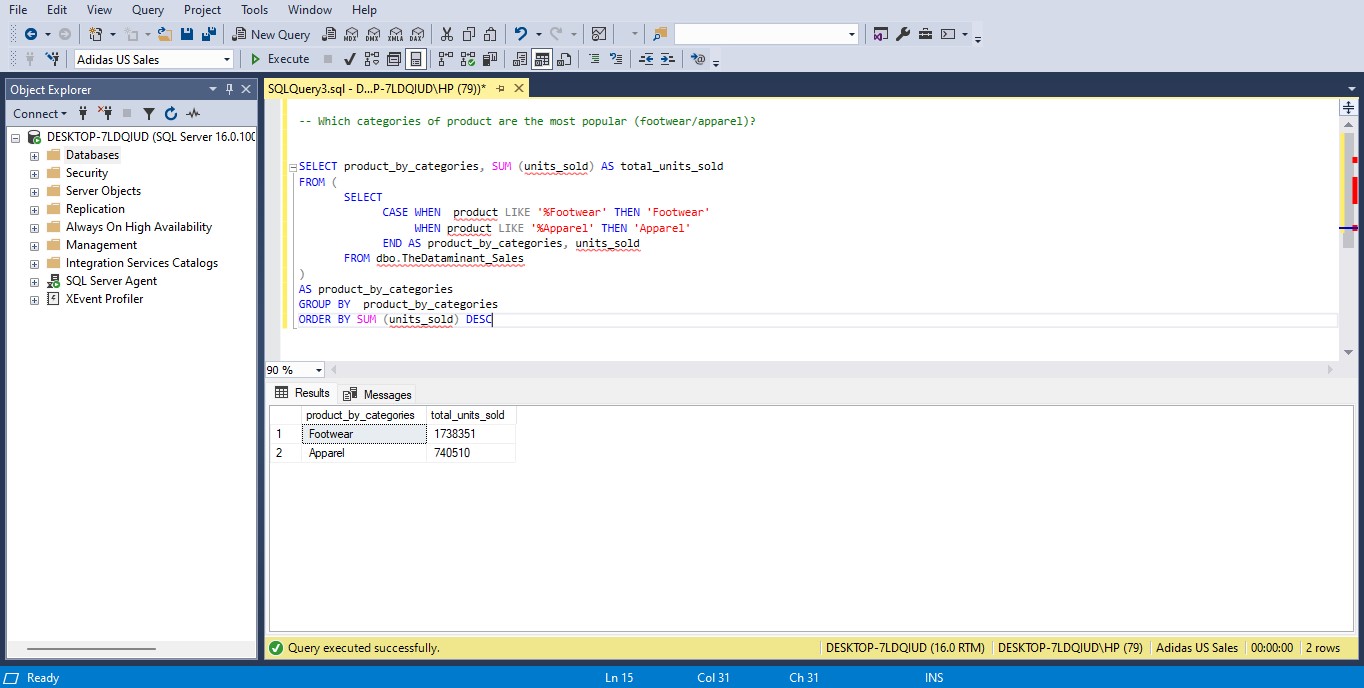 File Edit View Query Project Tools Window Help
New Query MDX DMX XMLA DAX
Adidas US Sales Execute
Object Explorer
Connect
DESKTOP-7LDQIUD (SQL Server 16.0.100
Databases
Security
Server Objects
Replication
Always On High Availability
Management
Integration Services Catalogs
SQL Server Agent
XEvent Profiler
SQLQuery3.sql - D...P-7LDQIUD\HP (79))*
-- Which categories of product are the most popular (footwear/apparel)?
SELECT product_by_categories, SUM (units_sold) AS total_units_sold
FROM (
SELECT
CASE WHEN product LIKE '%Footwear' THEN 'Footwear'
WHEN product LIKE '%Apparel' THEN 'Apparel'
END AS product_by_categories, units_sold
FROM dbo.TheDataminant_Sales
)
AS product_by_categories
GROUP BY product_by_categories
ORDER BY SUM (units_sold) DESC
90 %
Results Messages
product_by_categories total_units_sold
1 Footwear 1738351
2 Apparel 740510
Query executed successfully. DESKTOP-7LDQIUD (16.0 RTM) DESKTOP-7LDQIUD\HP (79) Adidas US Sales 00:00:00 2 rows
Ready Ln 15 Col 31 Ch 31 INS